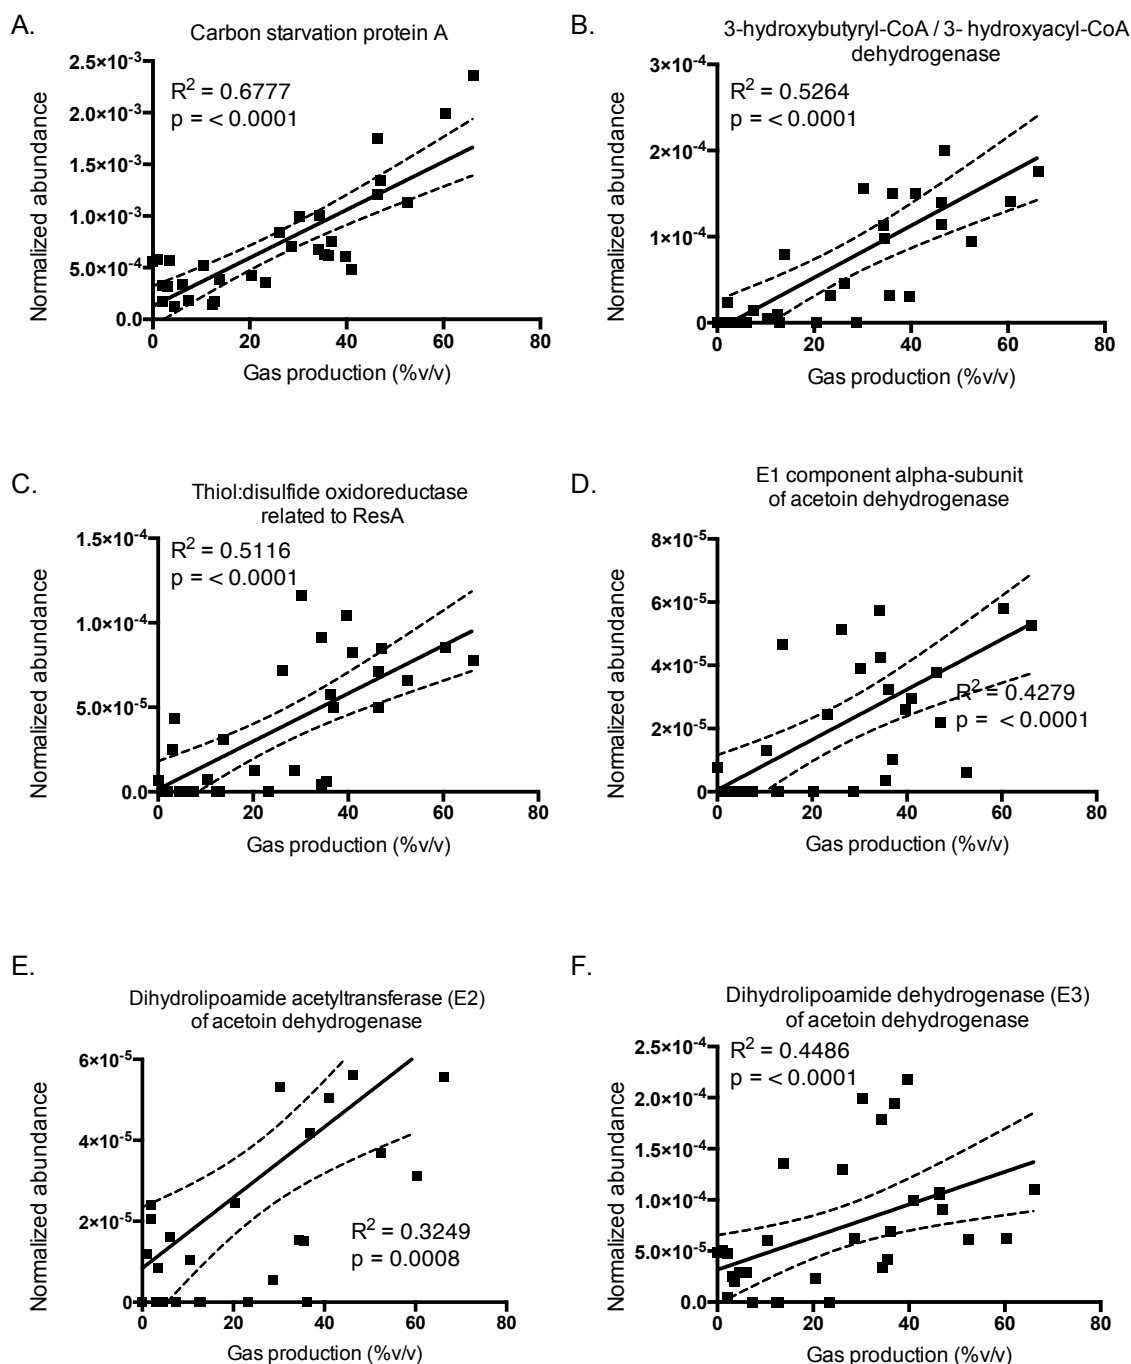 A.
Carbon starvation protein A
R² = 0.6777
p = < 0.0001
Normalized abundance
2.5×10⁻³
2.0×10⁻³
1.5×10⁻³
1.0×10⁻³
5.0×10⁻⁴
0.0
0 20 40 60 80
Gas production (%v/v)
B.
3-hydroxybutyryl-CoA / 3- hydroxyacyl-CoA
dehydrogenase
R² = 0.5264
p = < 0.0001
Normalized abundance
3×10⁻⁴
2×10⁻⁴
1×10⁻⁴
0
0 20 40 60 80
Gas production (%v/v)
C.
Thiol:disulfide oxidoreductase
related to ResA
R² = 0.5116
p = < 0.0001
Normalized abundance
1.5×10⁻⁴
1.0×10⁻⁴
5.0×10⁻⁵
0.0
0 20 40 60 80
Gas production (%v/v)
D.
E1 component alpha-subunit
of acetoin dehydrogenase
Normalized abundance
8×10⁻⁵
6×10⁻⁵
4×10⁻⁵
2×10⁻⁵
0
R² = 0.4279
p = < 0.0001
0 20 40 60 80
Gas production (%v/v)
E.
Dihydrolipoamide acetyltransferase (E2)
of acetoin dehydrogenase
Normalized abundance
6×10⁻⁵
4×10⁻⁵
2×10⁻⁵
0
R² = 0.3249
p = 0.0008
0 20 40 60 80
Gas production (%v/v)
F.
Dihydrolipoamide dehydrogenase (E3)
of acetoin dehydrogenase
R² = 0.4486
p = < 0.0001
Normalized abundance
2.5×10⁻⁴
2.0×10⁻⁴
1.5×10⁻⁴
1.0×10⁻⁴
5.0×10⁻⁵
0.0
0 20 40 60 80
Gas production (%v/v)